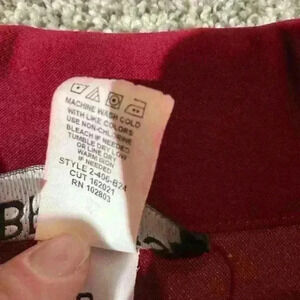 MACHINE WASH COLD
WITH LIKE COLORS
USE NON-CHLORINE
BLEACH IF NEEDED
TUMBLE DRY LOW
OR LINE DRY
WARM IRON
IF NEEDED
STYLE 2-406-B24
CUT 162021
RN 102803